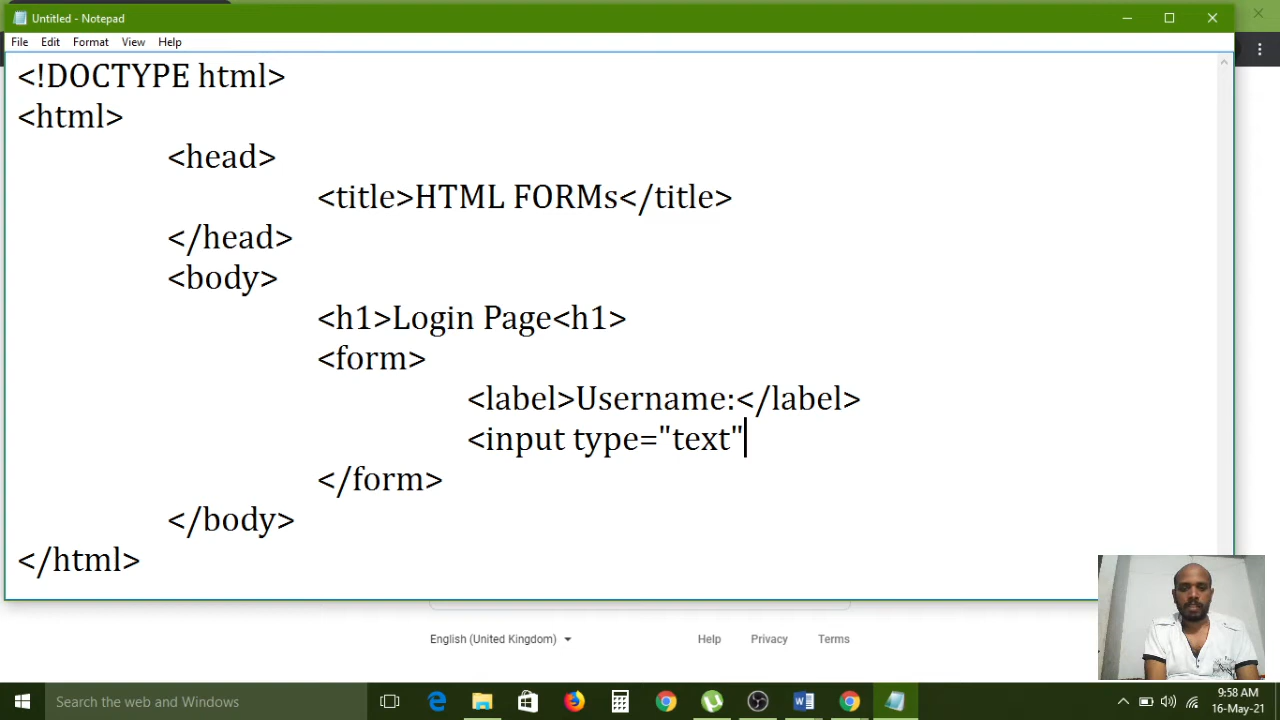 Untitled - Notepad
File Edit Format View Help
<!DOCTYPE html>
<html>
<head>
<title>HTML FORMs</title>
</head>
<body>
<h1>Login Page<h1>
<form>
<label>Username:</label>
<input type="text"
</form>
</body>
</html>
English (United Kingdom) Help Privacy Terms
Search the web and Windows
9:58 AM
16-May-21